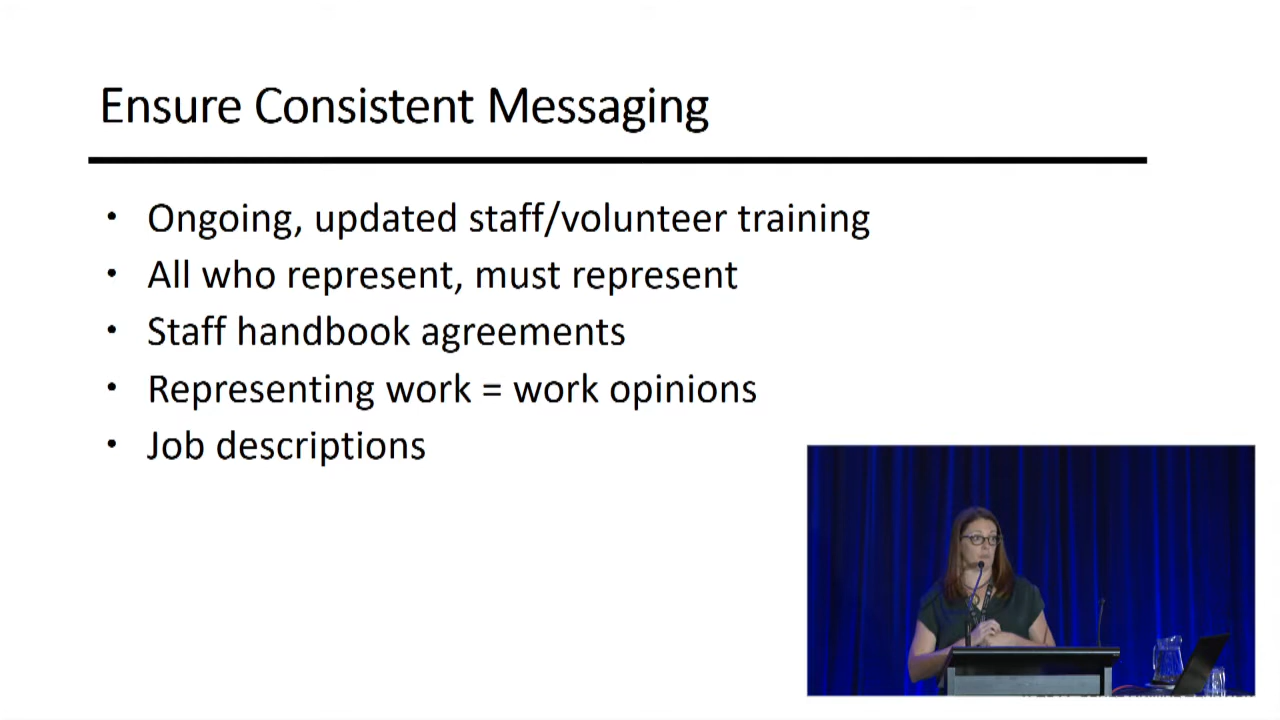 Ensure Consistent Messaging
• Ongoing, updated staff/volunteer training
• All who represent, must represent
• Staff handbook agreements
• Representing work = work opinions
• Job descriptions